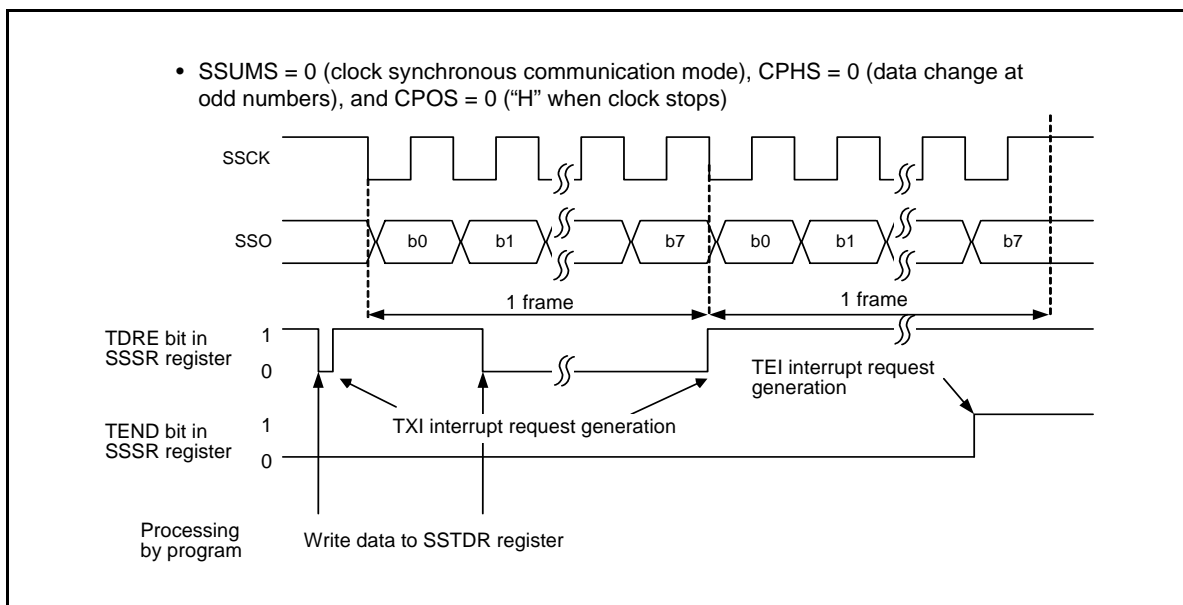 • SSUMS = 0 (clock synchronous communication mode), CPHS = 0 (data change at
odd numbers), and CPOS = 0 (“H” when clock stops)
SSCK
SSO
b0
b1
b7
b0
b1
b7
1 frame
1 frame
TDRE bit in
SSSR register
1
0
TEI interrupt request
generation
TXI interrupt request generation
TEND bit in
SSSR register
1
0
Processing
by program
Write data to SSTDR register